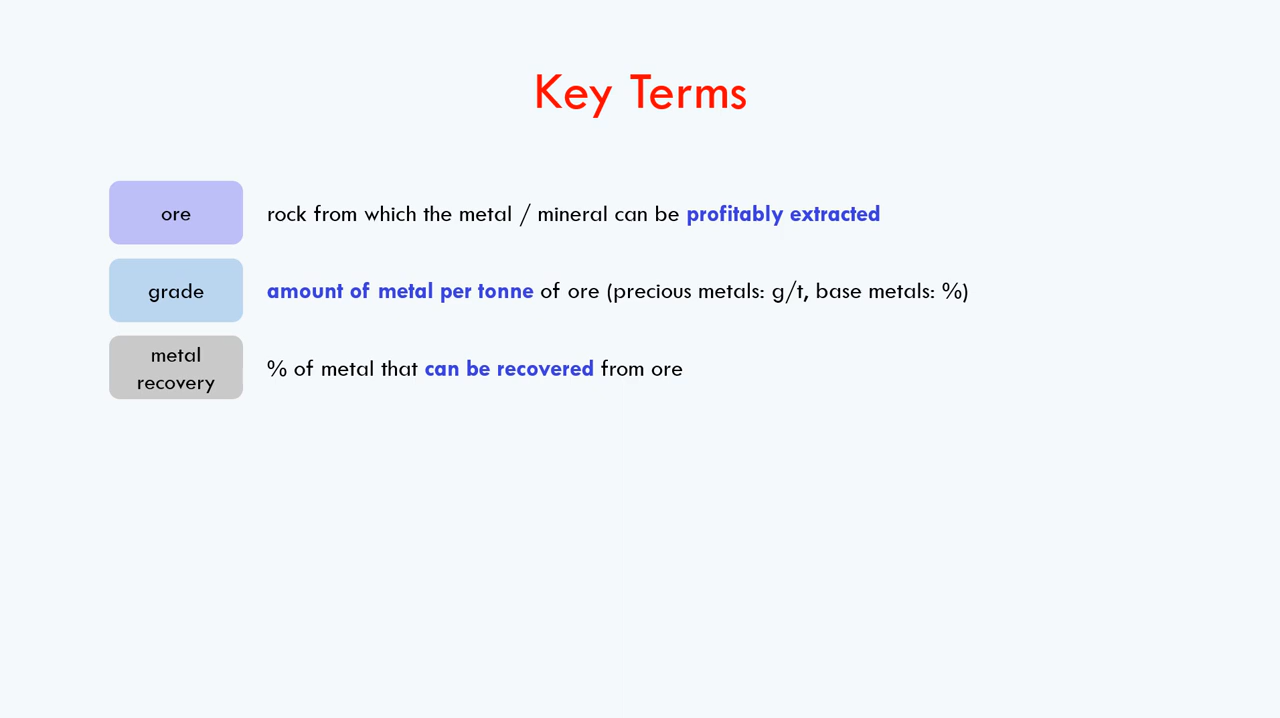 Key Terms
ore
rock from which the metal / mineral can be profitably extracted
grade
amount of metal per tonne of ore (precious metals: g/t, base metals: %)
metal
recovery
% of metal that can be recovered from ore